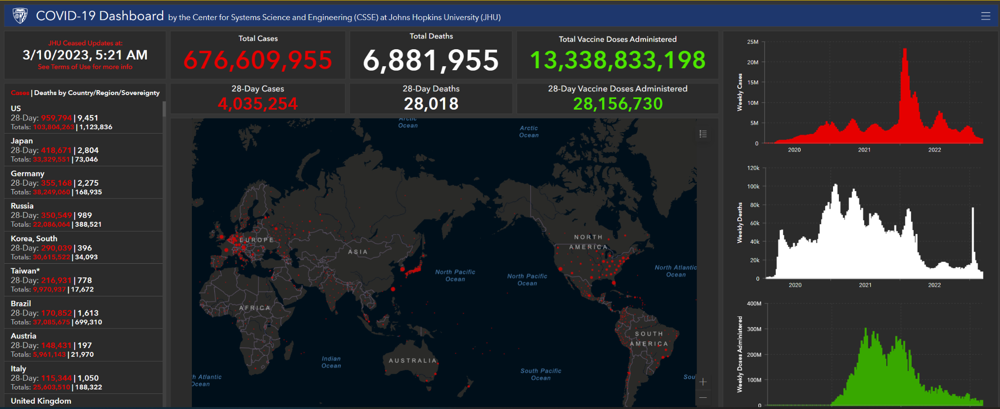 COVID-19 Dashboard by the Center for Systems Science and Engineering (CSSE) at Johns Hopkins University (JHU)
JHU Ceased Updates at:
3/10/2023, 5:21 AM
See Terms of Use for more info
Cases | Deaths by Country/Region/Sovereignty
US
28-Day: 959,794 | 9,451
Totals: 103,804,263 | 1,123,836
Japan
28-Day: 418,671 | 2,804
Totals: 33,329,551 | 73,046
Germany
28-Day: 355,168 | 2,275
Totals: 38,249,060 | 168,935
Russia
28-Day: 350,549 | 989
Totals: 22,086,064 | 388,521
Korea, South
28-Day: 290,039 | 396
Totals: 30,615,522 | 34,093
Taiwan*
28-Day: 216,931 | 778
Totals: 9,970,937 | 17,672
Brazil
28-Day: 170,852 | 1,613
Totals: 37,085,675 | 699,310
Austria
28-Day: 148,431 | 197
Totals: 5,961,143 | 21,970
Italy
28-Day: 115,344 | 1,050
Totals: 25,603,510 | 188,322
United Kingdom
Total Cases
676,609,955
Total Deaths
6,881,955
Total Vaccine Doses Administered
13,338,833,198
28-Day Cases
4,035,254
28-Day Deaths
28,018
28-Day Vaccine Doses Administered
28,156,730
Arctic
Ocean
Arctic
Ocean
EUROPE
ASIA
NORTH
AMERICA
North Pacific
Ocean
North Pacific
Ocean
North Atlantic
Ocean
AFRICA
SOUTH
AMERICA
AUSTRALIA
Indian
Ocean
South Pacific
Ocean
h Atlantic
Ocean
Sou
Weekly Cases
25M
20M
15M
10M
5M
0
2020
2021
2022
Weekly Deaths
120k
100k
80k
60k
40k
20k
0
2020
2021
2022
Weekly Doses Administered
400M
300M
200M
100M
0